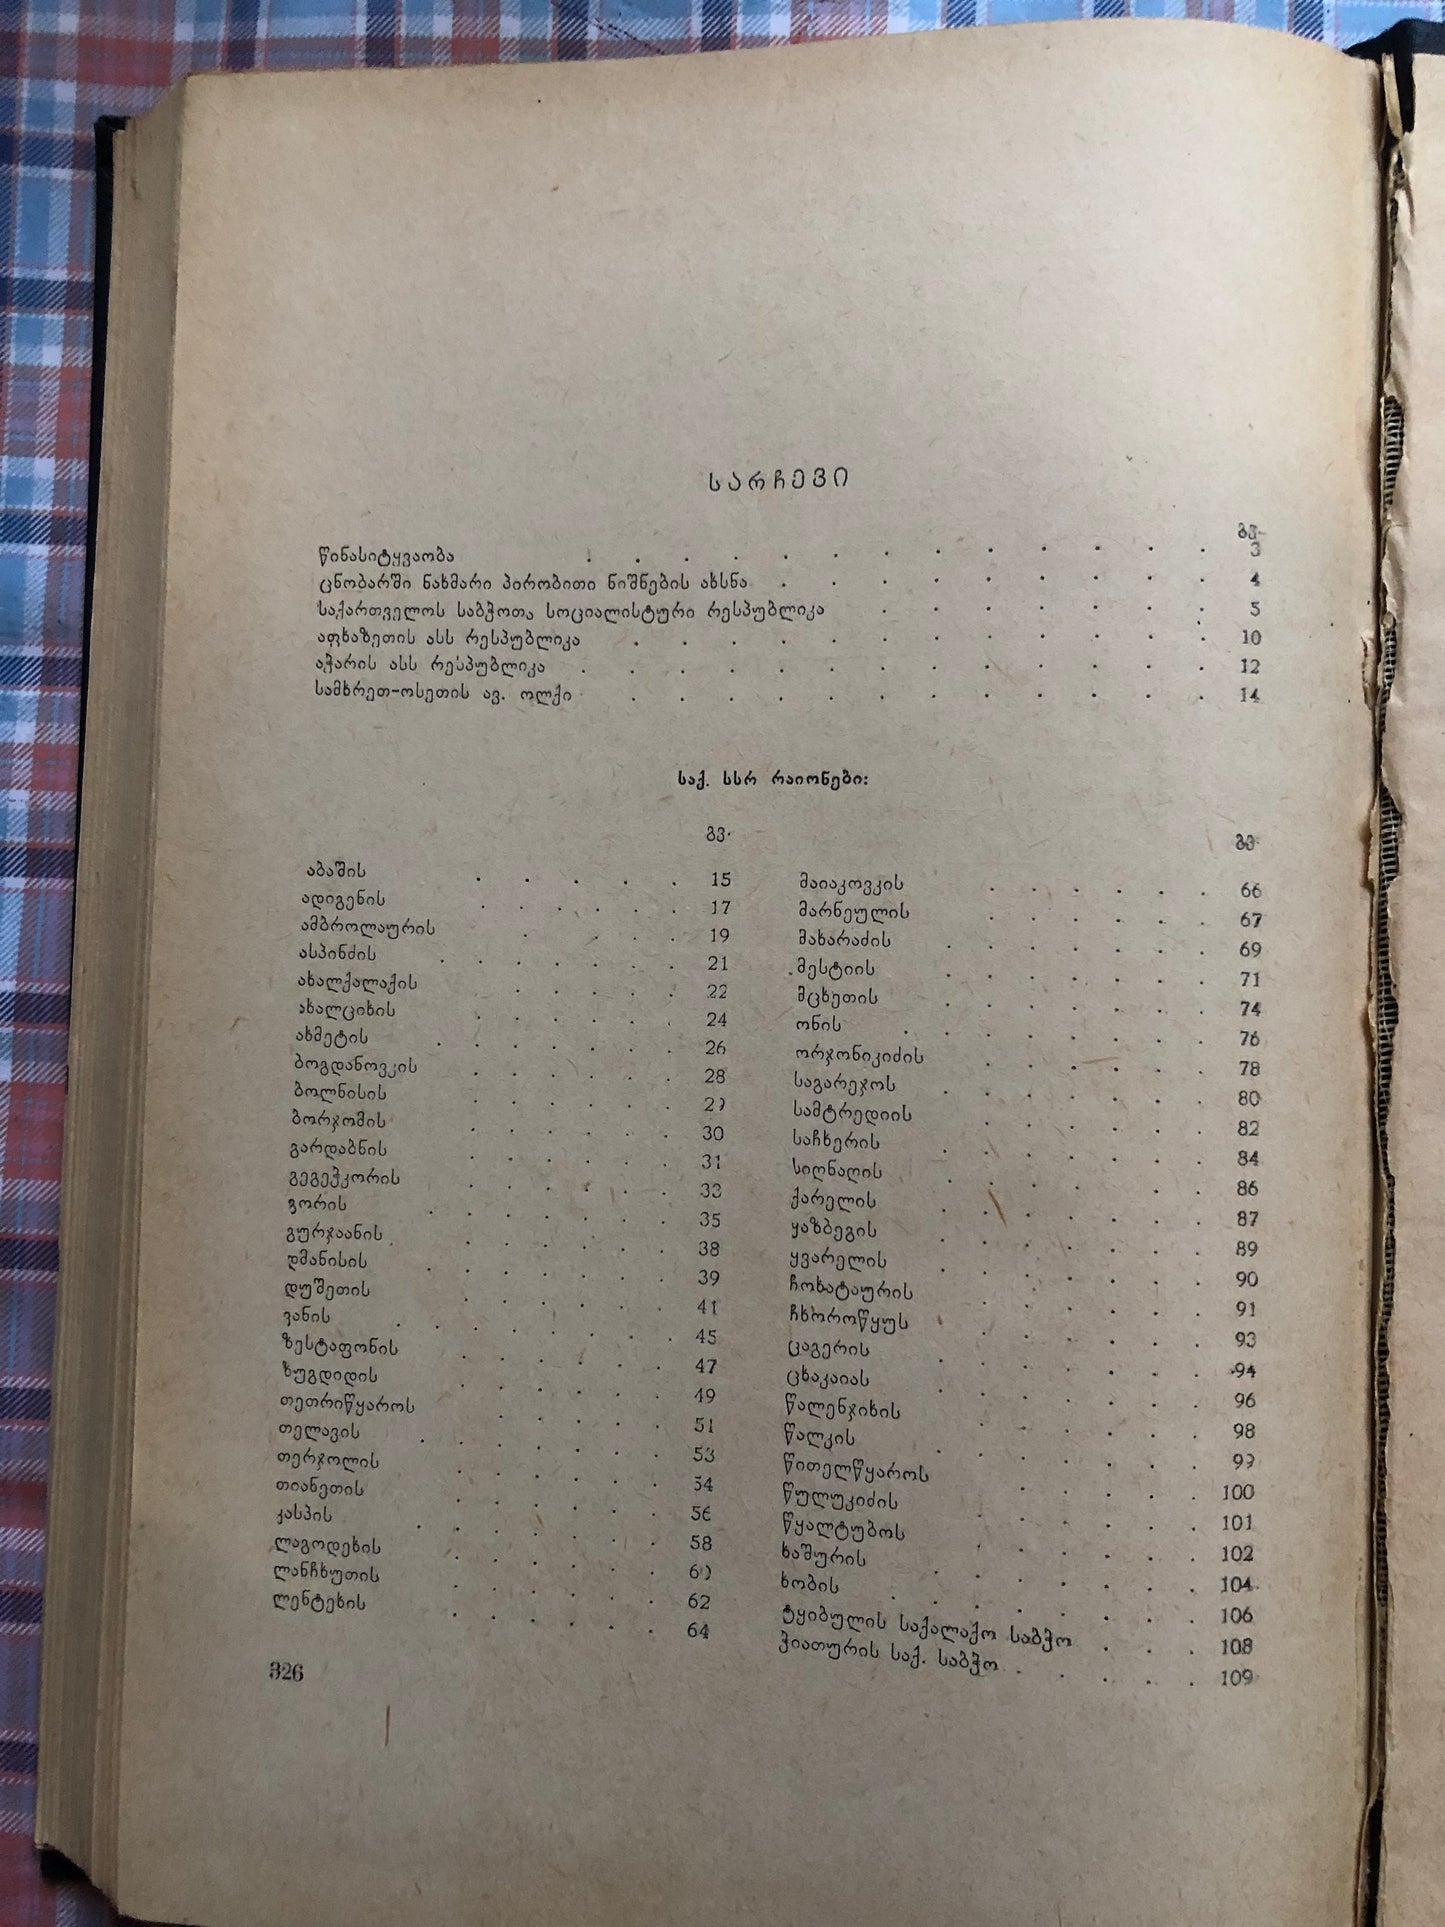 სარჩევი
გვ.
წინასიტყვაობა . . . . . . . . . . . . . 3
ცნობარში ნახმარი პირობითი ნიშნების ახსნა . . . . . . . . . 4
საქართველოს საბჭოთა სოციალისტური რესპუბლიკა . . . . . . . 5
აფხაზეთის ასს რესპუბლიკა . . . . . . . . . . . . 10
აჭარის ასს რესპუბლიკა . . . . . . . . . . . . . 12
სამხრეთ-ოსეთის ავ. ოლქი . . . . . . . . . . . . 14
საქ. სსრ რაიონები:
გვ.
აბაშის . . . . . 15
ადიგენის . . . . . 17
ამბროლაურის . . . . 19
ასპინძის . . . . . . 21
ახალქალაქის . . . . . 22
ახალციხის . . . . . 24
ახმეტის . . . . . . 26
ბოგდანოვკის . . . . . 28
ბოლნისის . . . . . 29
ბორჯომის . . . . . 30
გარდაბნის . . . . . 31
გეგეჭკორის . . . . . 33
გორის . . . . . . 35
გურჯაანის . . . . . . 38
დმანისის . . . . . . 39
დუშეთის . . . . . 41
ვანის . . . . . . . 45
ზესტაფონის . . . . . 47
ზუგდიდის . . . . . 49
თეთრიწყაროს . . . . 51
თელავის . . . . . . 53
თერჯოლის . . . . . 54
თიანეთის . . . . . 56
კასპის . . . . . . 58
ლაგოდეხის . . . . . 60
ლანჩხუთის . . . . . 62
ლენტეხის . . . . . 64
გვ.
მაიაკოვკის . . . . . 66
მარნეულის . . . . . 67
მახარაძის . . . . . . 69
მესტიის . . . . . . 71
მცხეთის . . . . . . 74
ონის . . . . . . . 76
ორჯონიკიძის . . . . . 78
საგარეჯოს . . . . . . 80
სამტრედიის . . . . . 82
საჩხერის . . . . . . 84
სიღნაღის . . . . . 86
ქარელის . . . . . . 87
ყაზბეგის . . . . . . 89
ყვარელის . . . . . . 90
ჩოხატაურის . . . . . 91
ჩხოროწყუს . . . . . 93
ცაგერის . . . . . . 94
ცხაკაიას . . . . . . 96
წალენჯიხის . . . . . 98
წალკის . . . . . . 99
წითელწყაროს . . . . . 100
წულუკიძის . . . . . 101
წყალტუბოს . . . . . 102
ხაშურის . . . . . . 104
ხობის . . . . . . . 106
ტყიბულის საქალაქო საბჭო . . . 108
ჭიათურის საქ. საბჭო . . . . . 109
326